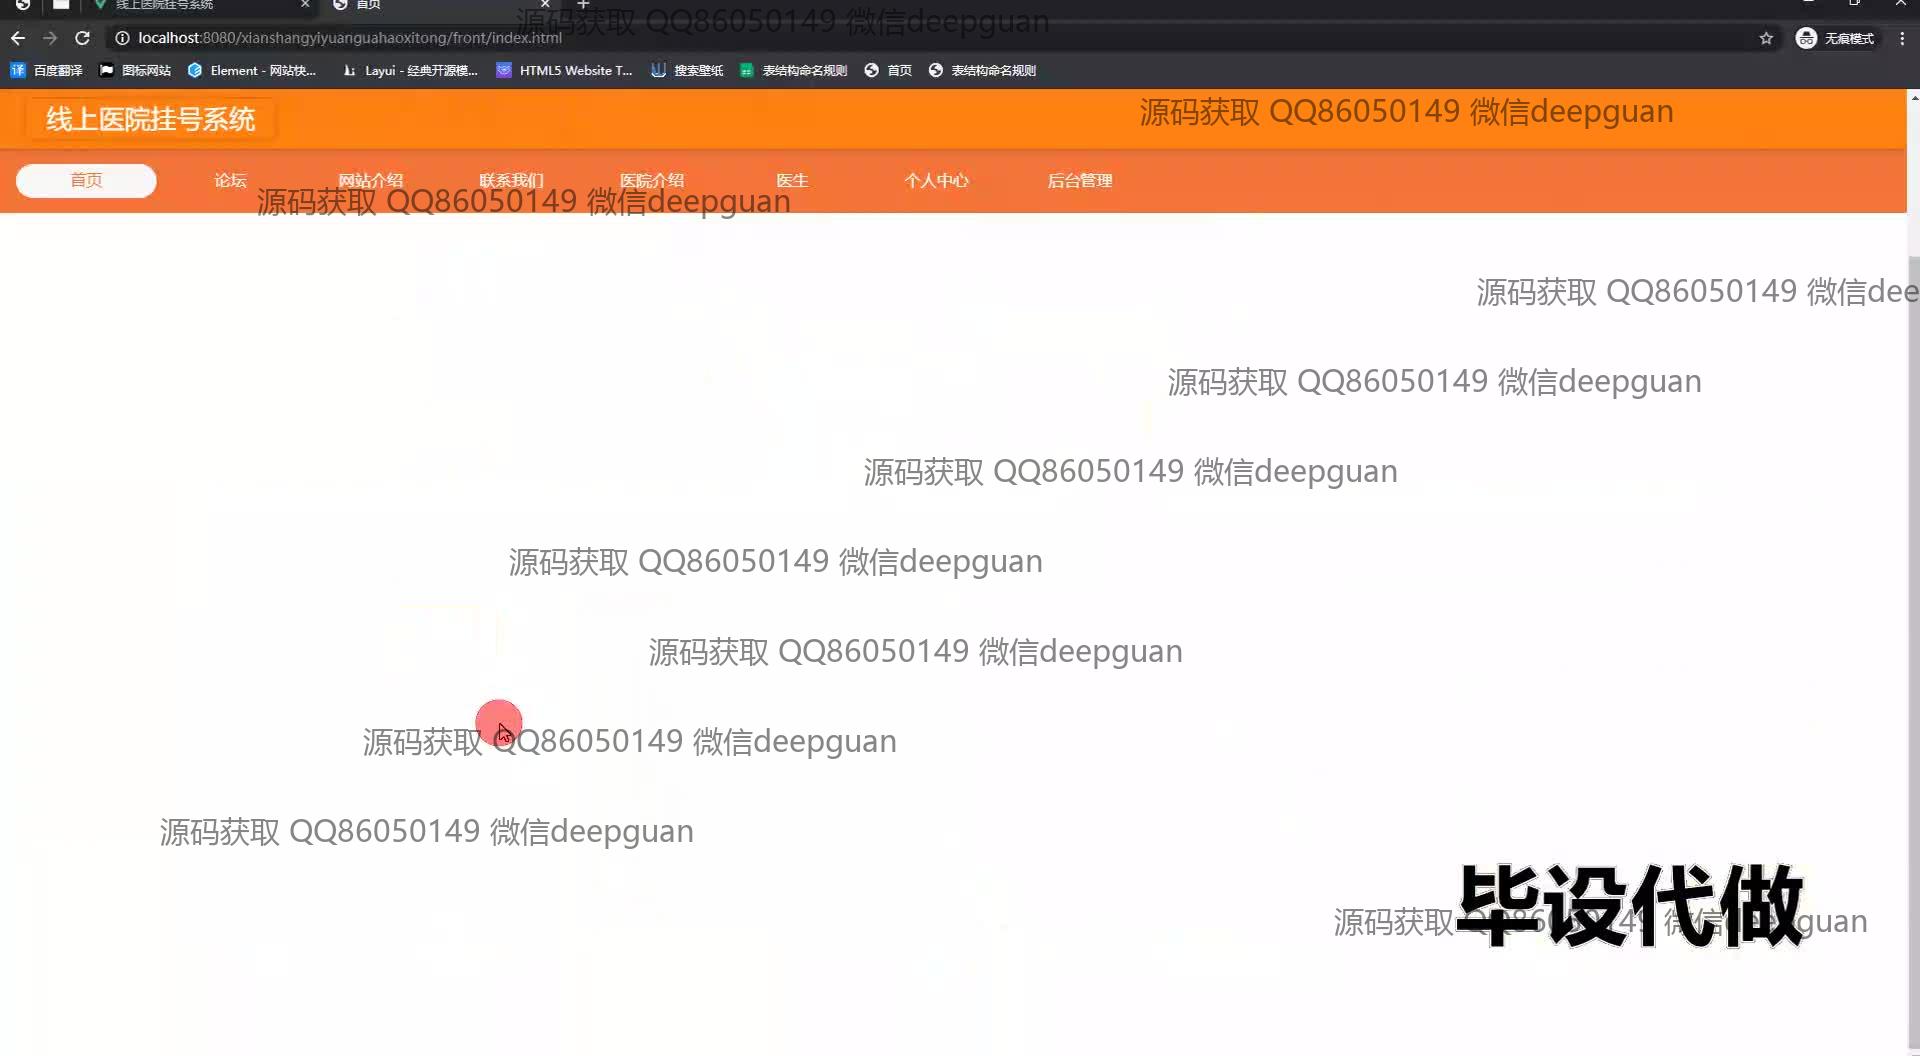 线上医院挂号系统
首页
源码获取 QQ86050149 微信deepguan
localhost:8080/xianshangyiyuanguahaoxitong/front/index.html
无痕模式
百度翻译
图标网站
Element - 网站快...
Layui - 经典开源模...
HTML5 Website T...
搜索壁纸
表结构命名规则
首页
表结构命名规则
线上医院挂号系统
源码获取 QQ86050149 微信deepguan
首页
论坛
网站介绍
联系我们
医院介绍
医生
个人中心
后台管理
源码获取 QQ86050149 微信deepguan
源码获取 QQ86050149 微信dee
源码获取 QQ86050149 微信deepguan
源码获取 QQ86050149 微信deepguan
源码获取 QQ86050149 微信deepguan
源码获取 QQ86050149 微信deepguan
源码获取 QQ86050149 微信deepguan
源码获取 QQ86050149 微信deepguan
毕设代做
源码获取 QQ86050149 微信deepguan